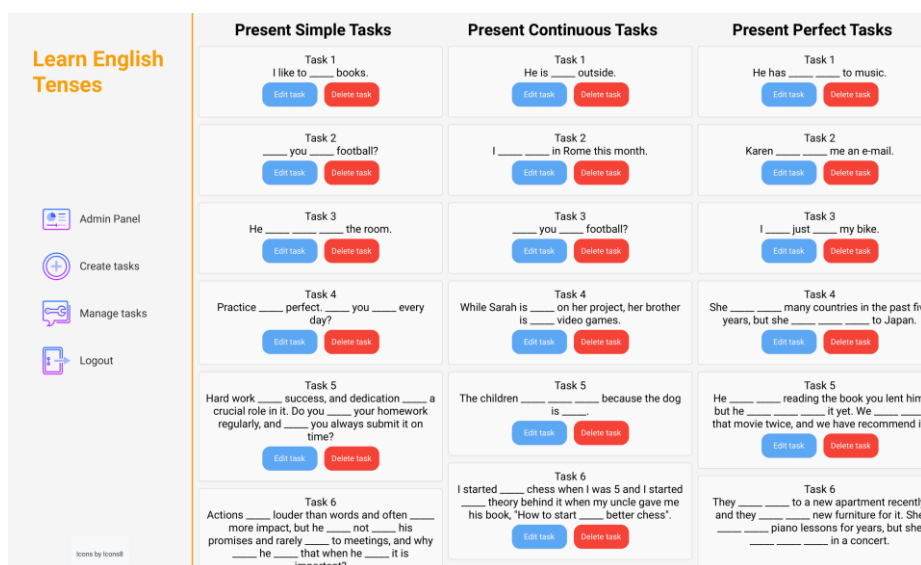 Learn English
Tenses
Admin Panel
Create tasks
Manage tasks
Logout
Icons by Icons8
Present Simple Tasks
Task 1
I like to _____ books.
Edit task Delete task
Task 2
_____ you _____ football?
Edit task Delete task
Task 3
He _____ _____ _____ the room.
Edit task Delete task
Task 4
Practice _____ perfect. _____ you _____ every
day?
Edit task Delete task
Task 5
Hard work _____ success, and dedication _____ a
crucial role in it. Do you _____ your homework
regularly, and _____ you always submit it on
time?
Edit task Delete task
Task 6
Actions _____ louder than words and often _____
more impact, but he _____ not _____ his
promises and rarely _____ to meetings, and why
_____ he _____ that when he _____ it is
important?
Present Continuous Tasks
Task 1
He is _____ outside.
Edit task Delete task
Task 2
I _____ _____ in Rome this month.
Edit task Delete task
Task 3
_____ you _____ football?
Edit task Delete task
Task 4
While Sarah is _____ on her project, her brother
is _____ video games.
Edit task Delete task
Task 5
The children _____ _____ _____ because the dog
is _____.
Edit task Delete task
Task 6
I started _____ chess when I was 5 and I started
_____ theory behind it when my uncle gave me
his book, "How to start _____ better chess".
Edit task Delete task
Present Perfect Tasks
Task 1
He has _____ _____ to music.
Edit task Delete task
Task 2
Karen _____ _____ me an e-mail.
Edit task Delete task
Task 3
I _____ just _____ my bike.
Edit task Delete task
Task 4
She _____ _____ many countries in the past
years, but she _____ _____ _____ to Japan.
Edit task Delete task
Task 5
He _____ _____ reading the book you lent him
but he _____ _____ _____ it yet. We _____ _____
that movie twice, and we have recommend
Edit task Delete task
Task 6
They _____ _____ to a new apartment recently
and they _____ _____ new furniture for it. She
_____ _____ piano lessons for years, but she
_____ _____ _____ in a concert.